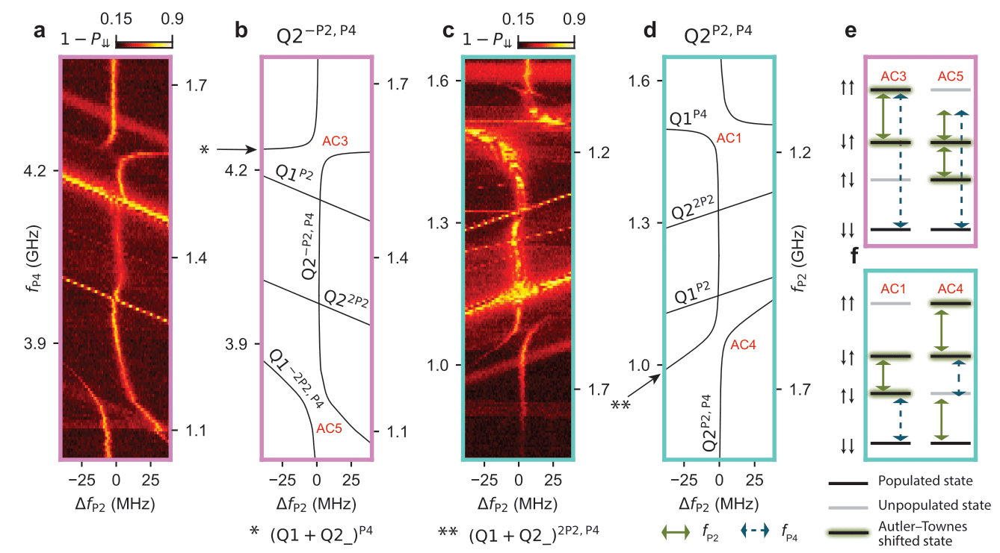 a
0.15 0.9
1 − P⇊
b
Q2^{−P2, P4}
c
0.15 0.9
1 − P⇊
d
Q2^{P2, P4}
e
f_P4 (GHz)
4.2
3.9
1.7
1.4
1.1
−25 0 25
Δf_P2 (MHz)
*
4.2
3.9
AC3
Q1^{P2}
Q2^{−P2, P4}
Q2^{2P2}
Q1^{−2P2, P4}
AC5
1.7
1.4
1.1
−25 0 25
Δf_P2 (MHz)
* (Q1 + Q2_)^{P4}
1.6
1.3
1.0
1.2
1.7
−25 0 25
Δf_P2 (MHz)
** (Q1 + Q2_)^{2P2, P4}
**
1.6
1.3
1.0
Q1^{P4}
AC1
Q2^{2P2}
Q1^{P2}
AC4
Q2^{P2, P4}
1.2
1.7
f_P2 (GHz)
−25 0 25
Δf_P2 (MHz)
f_P2 f_P4
AC3 AC5
↑↑
↓↑
↑↓
↓↓
f
AC1 AC4
↑↑
↓↑
↑↓
↓↓
Populated state
Unpopulated state
Autler–Townes
shifted state